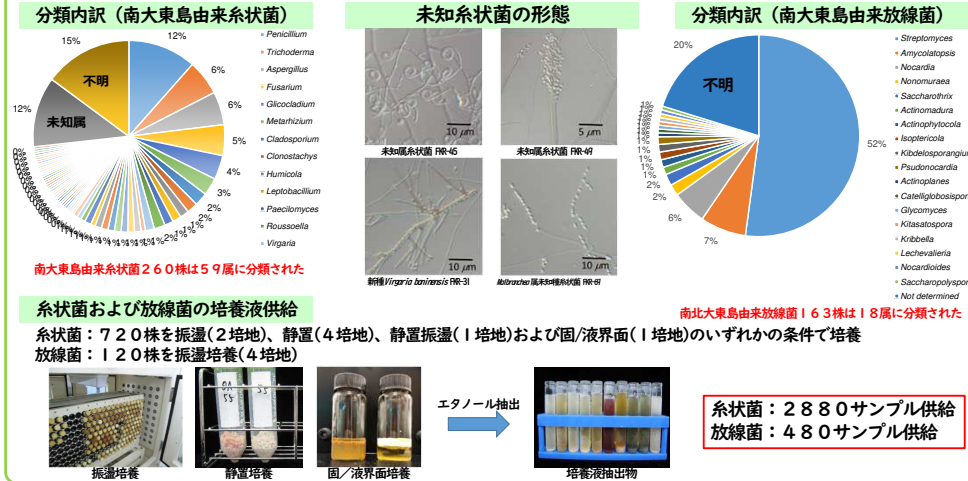 分類内訳（南大東島由来糸状菌）
12%
6%
6%
5%
4%
3%
2%
2%
12%
15%
不明
未知属
Penicillium
Trichoderma
Aspergillus
Fusarium
Glicocladium
Metarhizium
Cladosporium
Clonostachys
Humicola
Leptobacillium
Paecilomyces
Roussoella
Virgaria
南大東島由来糸状菌２６０株は５９属に分類された
未知糸状菌の形態
10 μm
未知属糸状菌 FKR-45
5 μm
未知属糸状菌 FKR-49
10 μm
新種Virgaria boninensis FKR-31
10 μm
属未知種糸状菌 FKR-61
分類内訳（南大東島由来放線菌）
52%
7%
6%
2%
2%
1%
1%
1%
1%
20%
不明
Streptomyces
Amycolatopsis
Nocardia
Nonomuraea
Saccharothrix
Actinomadura
Actinophytocola
Isoptericola
Kibdelosporangium
Psudonocardia
Actinoplanes
Catelliglobosispora
Glycomyces
Kitasatospora
Kribbella
Lechevalieria
Nocardioides
Saccharopolyspora
Not determined
南北大東島由来放線菌１６３株は１８属に分類された
糸状菌および放線菌の培養液供給
糸状菌：７２０株を振盪(２培地)、静置(４培地)、静置振盪(１培地)および固/液界面(１培地)のいずれかの条件で培養
放線菌：１２０株を振盪培養(４培地)
振盪培養
静置培養
固／液界面培養
エタノール抽出
培養液抽出物
糸状菌：２８８０サンプル供給
放線菌：４８０サンプル供給